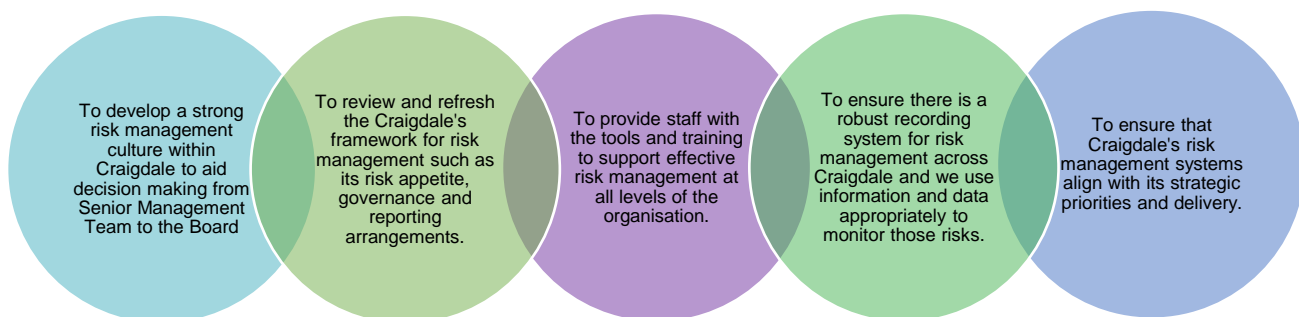 To develop a strong
risk management
culture within
Craigdale to aid
decision making from
Senior Management
Team to the Board
To review and refresh
the Craigdale's
framework for risk
management such as
its risk appetite,
governance and
reporting
arrangements.
To provide staff with
the tools and training
to support effective
risk management at
all levels of the
organisation.
To ensure there is a
robust recording
system for risk
management across
Craigdale and we use
information and data
appropriately to
monitor those risks.
To ensure that
Craigdale's risk
management systems
align with its strategic
priorities and delivery.